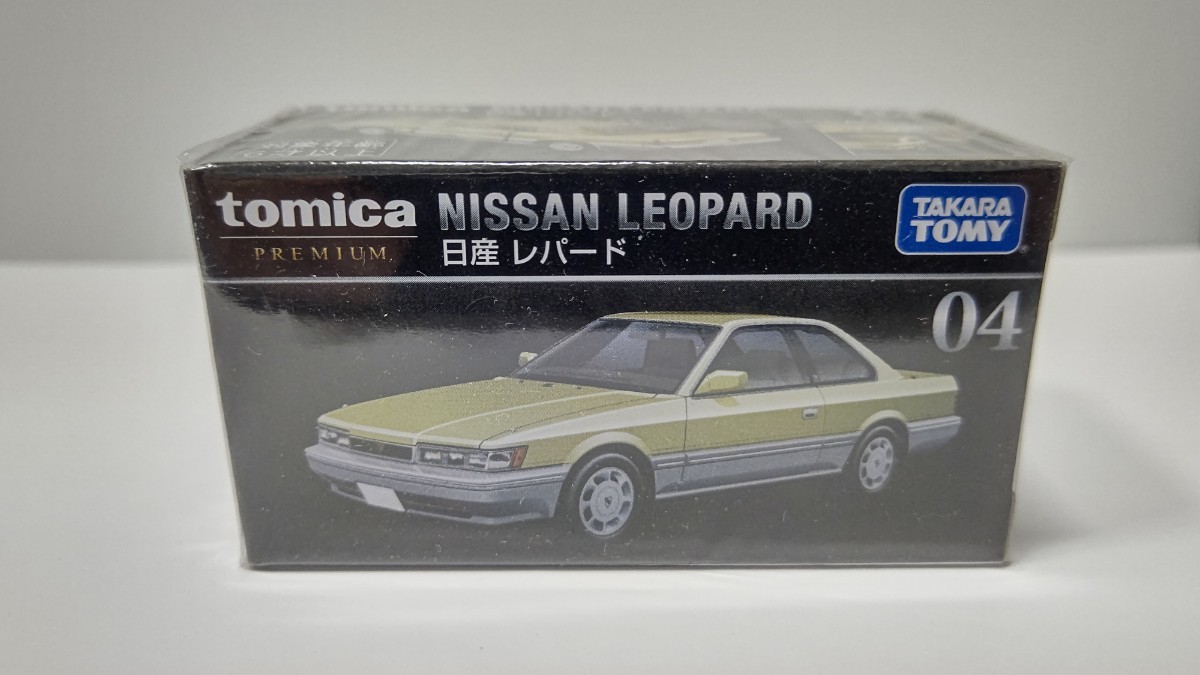 tomica
PREMIUM
NISSAN LEOPARD
日産 レパード
TAKARA
TOMY
04